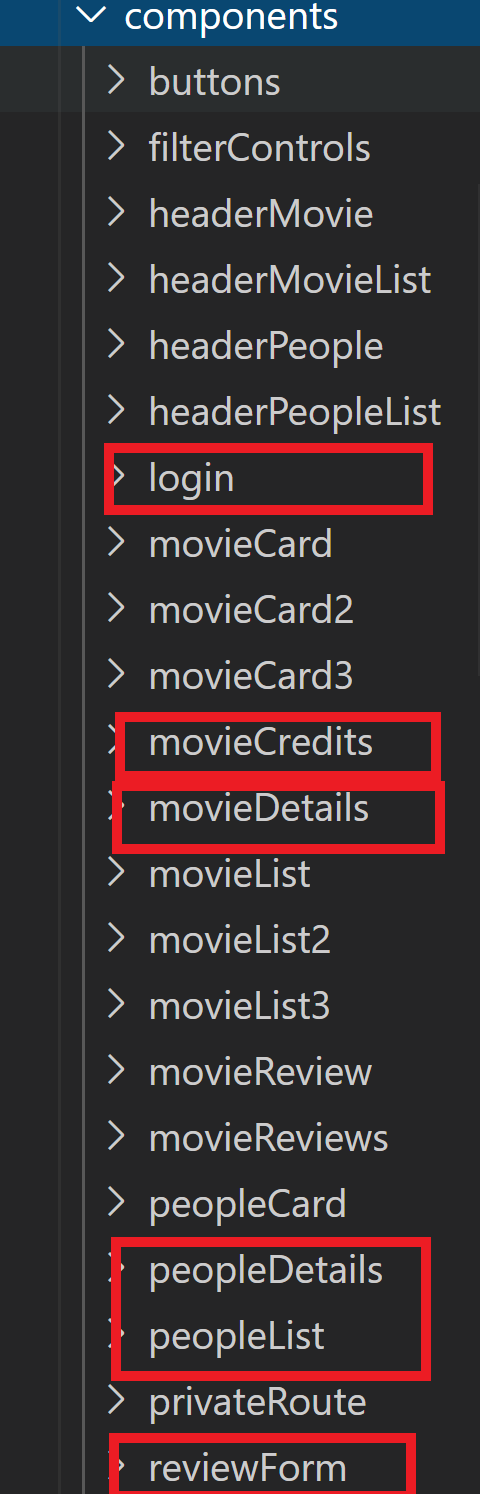 components
buttons
filterControls
headerMovie
headerMovieList
headerPeople
headerPeopleList
login
movieCard
movieCard2
movieCard3
movieCredits
movieDetails
movieList
movieList2
movieList3
movieReview
movieReviews
peopleCard
peopleDetails
peopleList
privateRoute
reviewForm